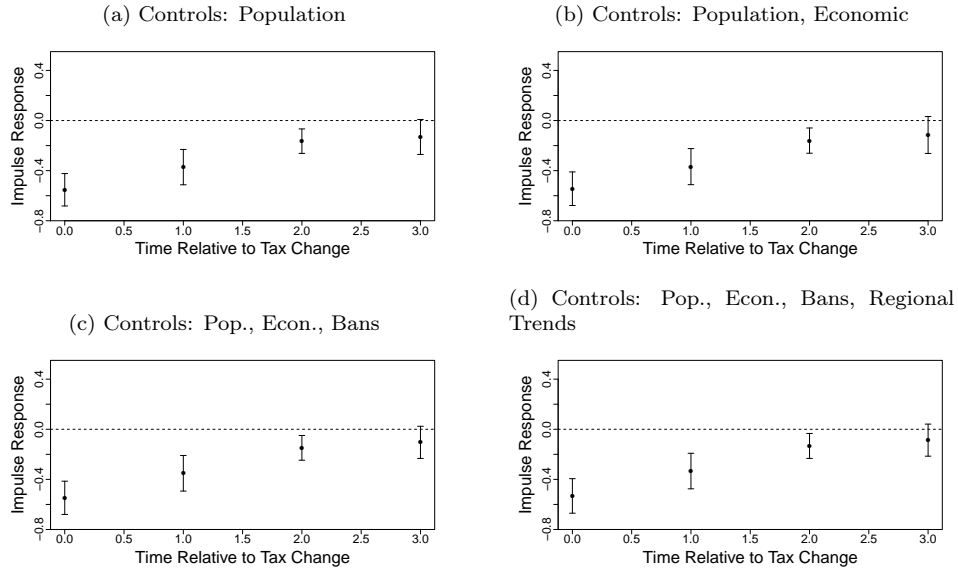 (a) Controls: Population
Impulse Response
0.4
0.0
−0.4
−0.8
0.0 0.5 1.0 1.5 2.0 2.5 3.0
Time Relative to Tax Change
(b) Controls: Population, Economic
Impulse Response
0.4
0.0
−0.4
−0.8
0.0 0.5 1.0 1.5 2.0 2.5 3.0
Time Relative to Tax Change
(c) Controls: Pop., Econ., Bans
Impulse Response
0.4
0.0
−0.4
−0.8
0.0 0.5 1.0 1.5 2.0 2.5 3.0
Time Relative to Tax Change
(d) Controls: Pop., Econ., Bans, Regional
Trends
Impulse Response
0.4
0.0
−0.4
−0.8
0.0 0.5 1.0 1.5 2.0 2.5 3.0
Time Relative to Tax Change